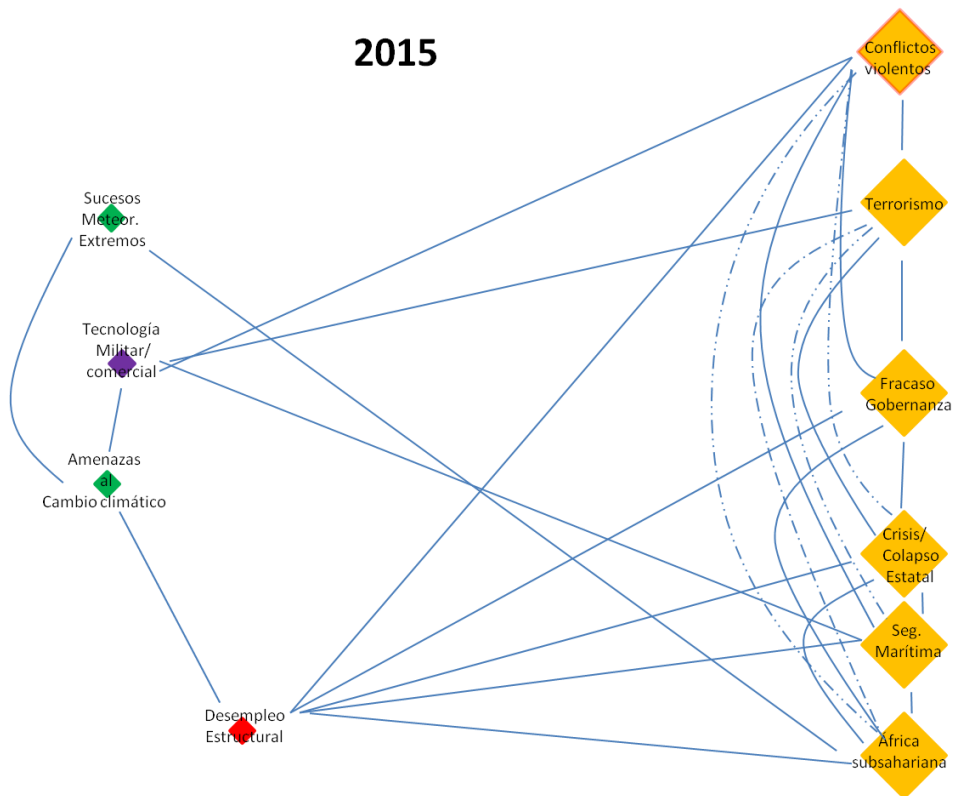 2015
Conflictos
violentos
Sucesos
Meteor.
Extremos
Terrorismo
Tecnología
Militar/
comercial
Fracaso
Gobernanza
Amenazas
al
Cambio climático
Crisis/
Colapso
Estatal
Seg.
Marítima
Desempleo
Estructural
África
subsahariana